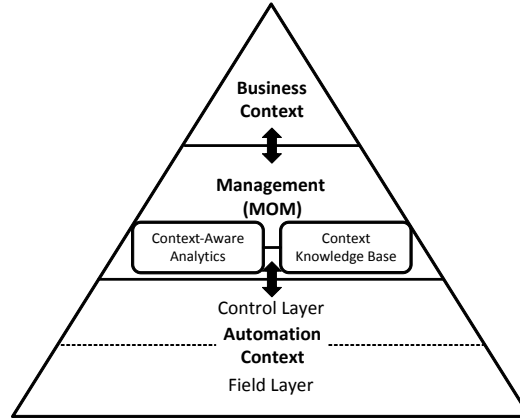 Business
Context
Management
(MOM)
Context-Aware
Analytics
Context
Knowledge Base
Control Layer
Automation
Context
Field Layer